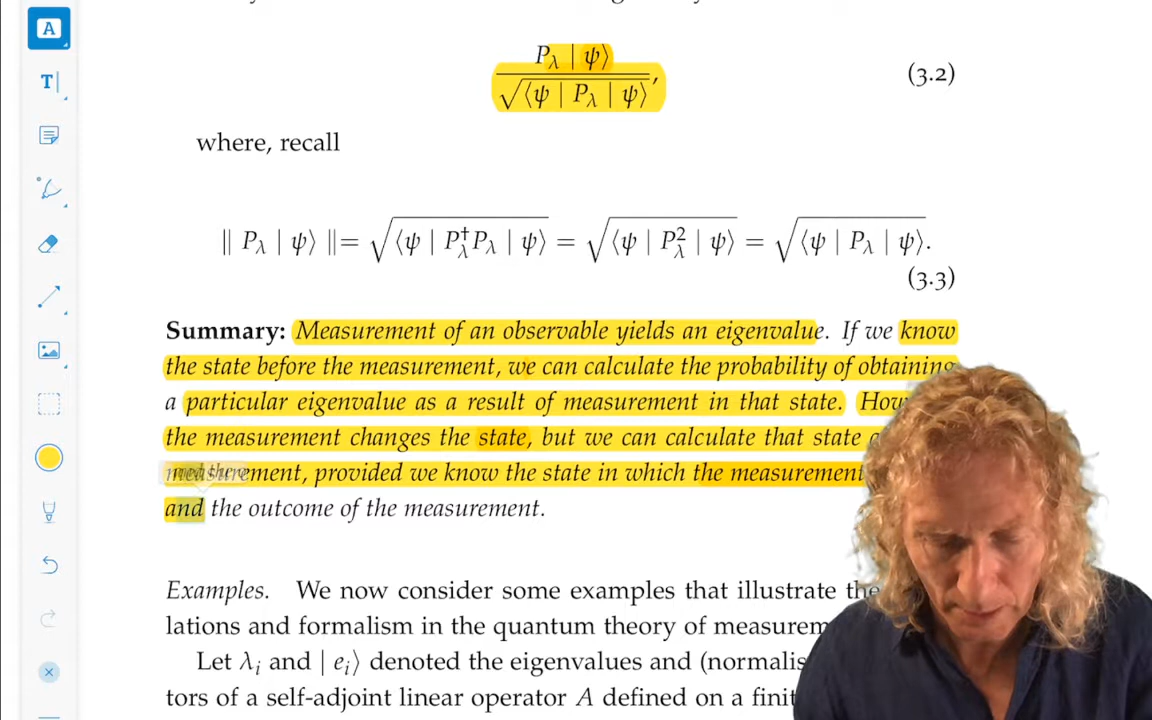 P_λ | ψ⟩
√⟨ψ | P_λ | ψ⟩ ,
(3.2)
where, recall
‖ P_λ | ψ⟩ ‖= √⟨ψ | P_λ^† P_λ | ψ⟩ = √⟨ψ | P_λ^2 | ψ⟩ = √⟨ψ | P_λ | ψ⟩.
(3.3)
Summary: Measurement of an observable yields an eigenvalue. If we know
the state before the measurement, we can calculate the probability of obtaining
a particular eigenvalue as a result of measurement in that state.
the measurement changes the state, but we can calculate that state
measurement, provided we know the state in which the measurement
and the outcome of the measurement.
Examples. We now consider some examples that illustrate
lations and formalism in the quantum theory of
Let λ_i and | e_i⟩ denoted the eigenvalues and
tors of a self-adjoint linear operator A defined on a
A
T